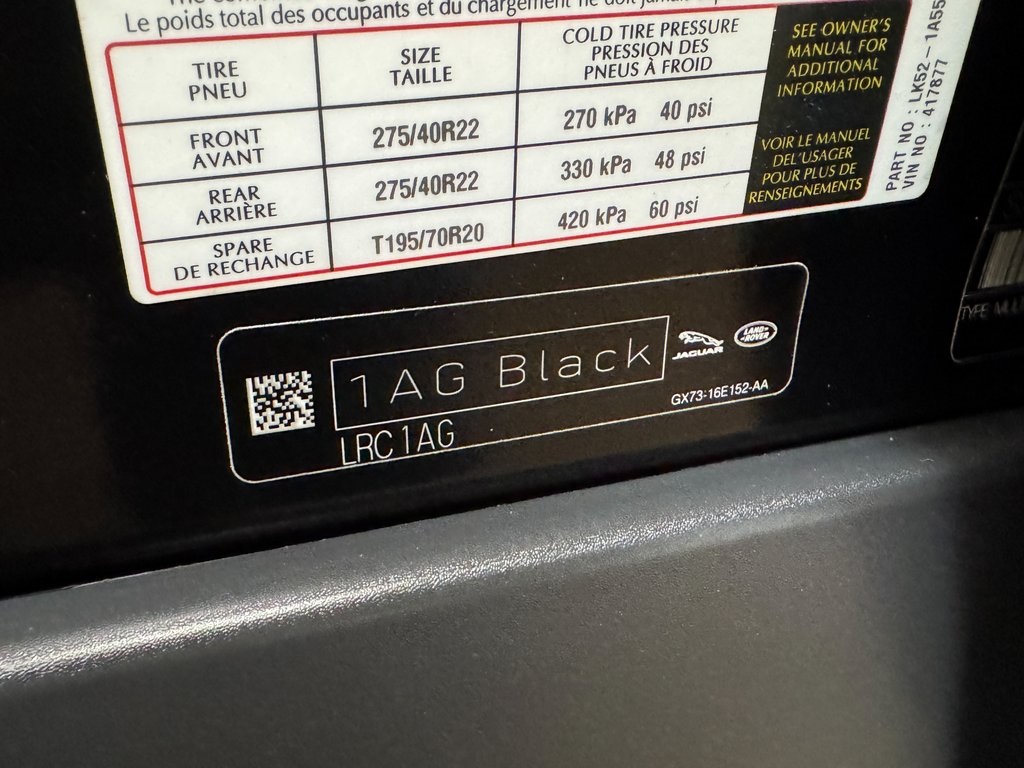 Le poids total des occupants et du chargement ne doit jamais
TIRE
PNEU
SIZE
TAILLE
COLD TIRE PRESSURE
PRESSION DES
PNEUS À FROID
SEE OWNER'S
MANUAL FOR
ADDITIONAL
INFORMATION
FRONT
AVANT
275/40R22
270 kPa 40 psi
REAR
ARRIÈRE
275/40R22
330 kPa 48 psi
SPARE
DE RECHANGE
T195/70R20
420 kPa 60 psi
VOIR LE MANUEL
DEL'USAGER
POUR PLUS DE
RENSEIGNEMENTS
PART NO : LK52-1A55
VIN NO : 417877
1AG Black
LRC1AG
JAGUAR
LAND-
-ROVER
GX73-16E152-AA
TYPE